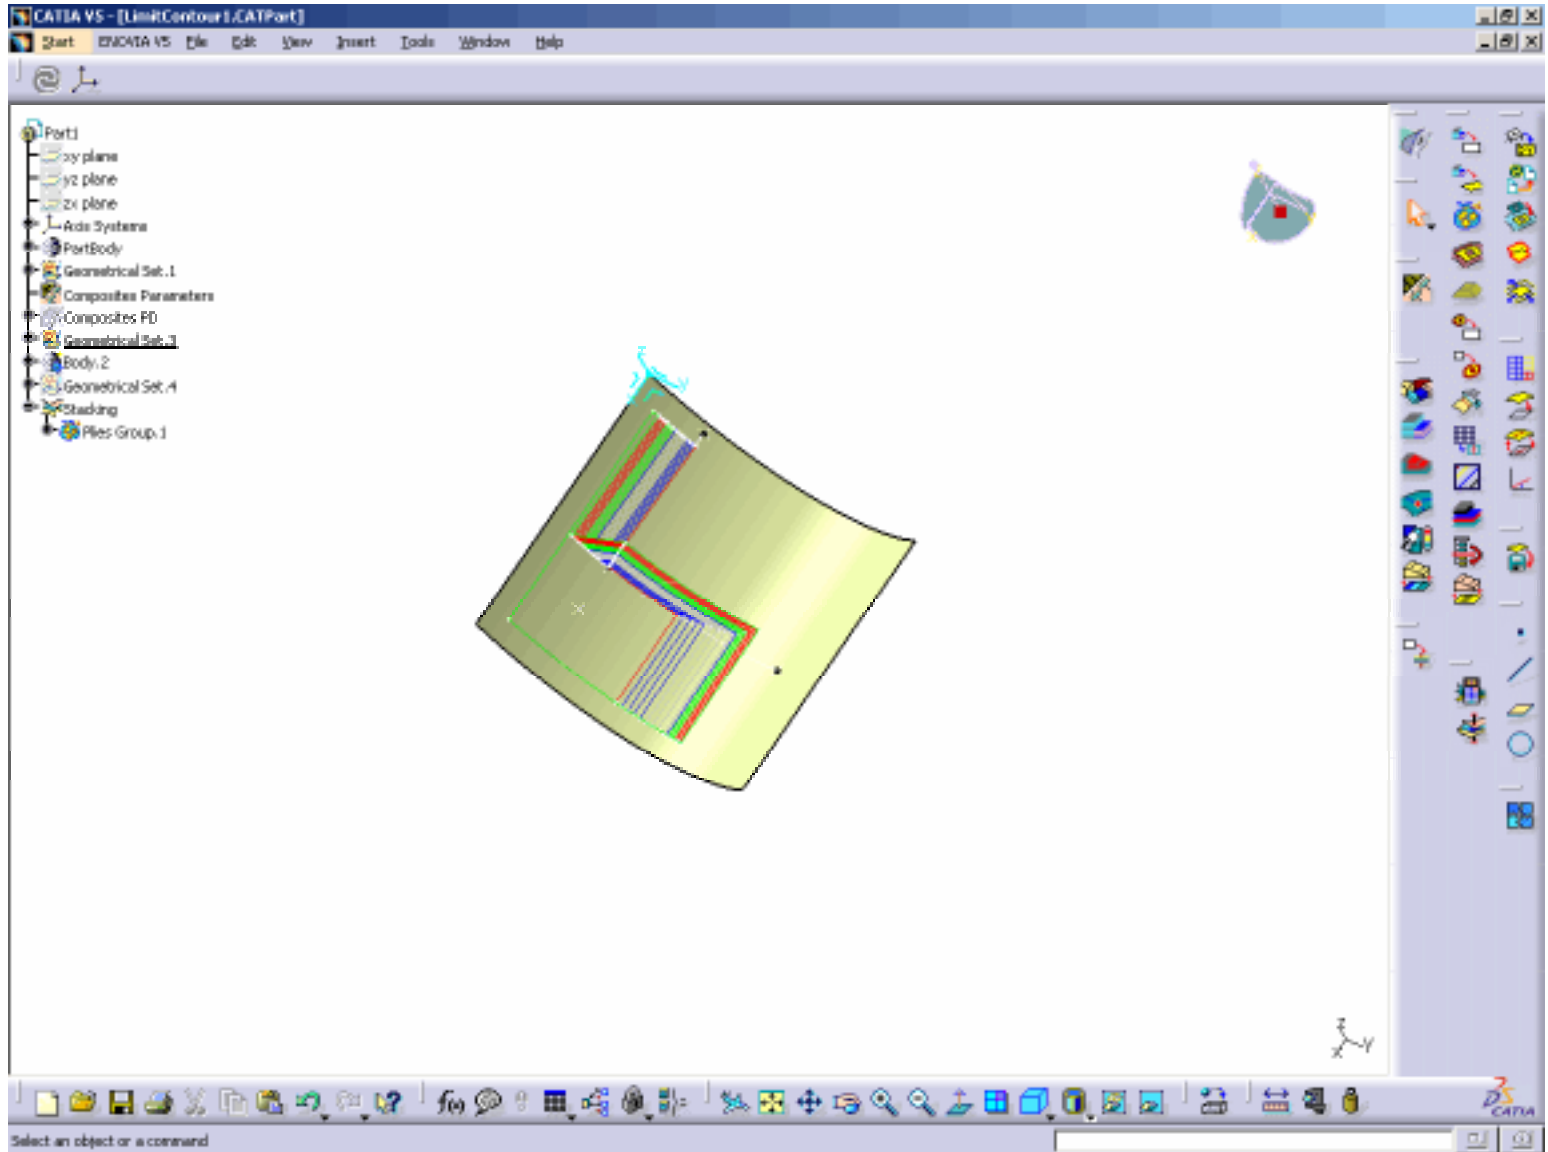 CATIA V5 - [LimitContour1.CATPart]
Start ENOVIA V5 File Edit View Insert Tools Window Help
Part1
xy plane
yz plane
zx plane
Axis Systems
PartBody
Geometrical Set.1
Composites Parameters
Composites PD
Geometrical Set.3
Body.2
Geometrical Set.4
Stacking
Plies Group.1
z
y
z
y
x
f(x)
DS
CATIA
Select an object or a command